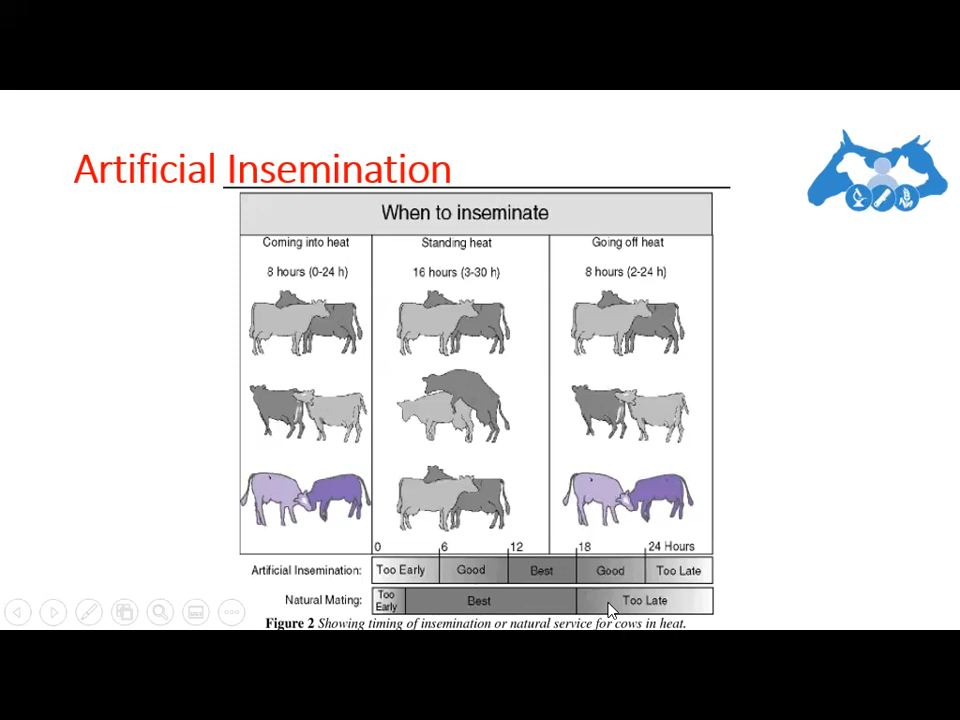 Artificial Insemination
When to inseminate
Coming into heat
Standing heat
Going off heat
8 hours (0-24 h)
16 hours (3-30 h)
8 hours (2-24 h)
0 6 12 18 24 Hours
Artificial Insemination: Too Early Good Best Good Too Late
Natural Mating: Too Early Best Too Late
Figure 2 Showing timing of insemination or natural service for cows in heat.